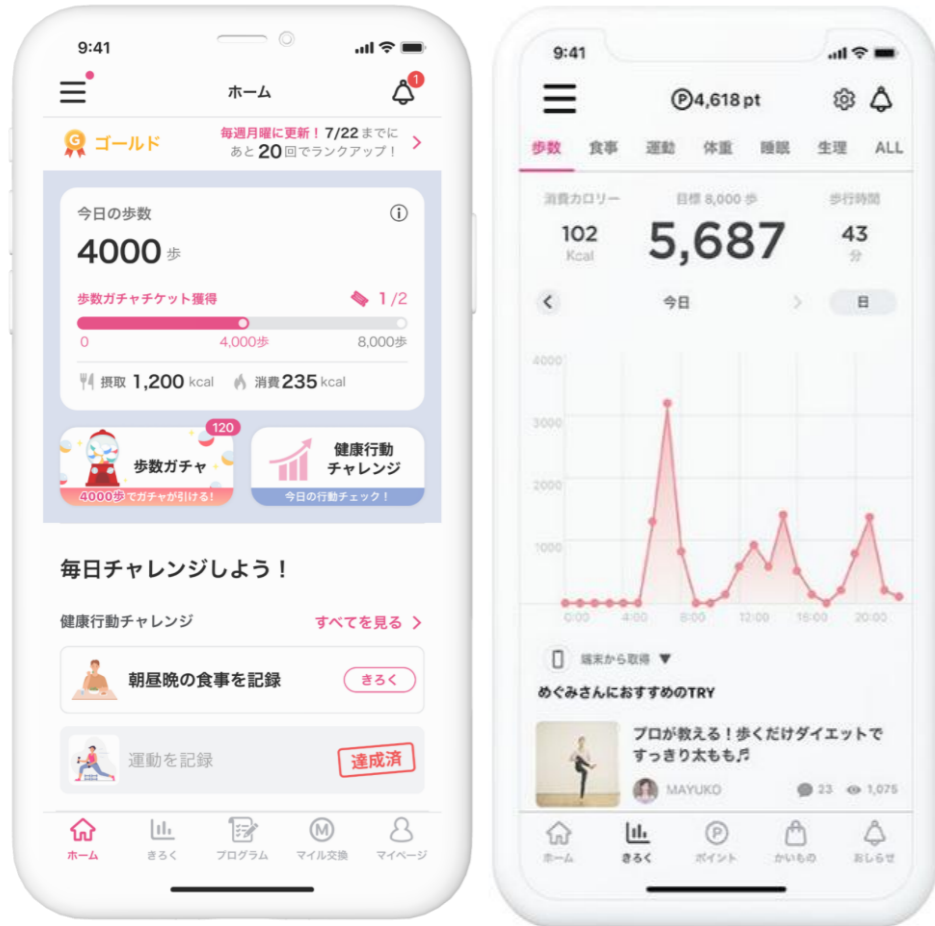 9:41
ホーム
1
G
ゴールド
毎週月曜に更新！7/22までに
あと20回でランクアップ！
今日の歩数
4000 歩
歩数ガチャチケット獲得
1/2
0
4,000歩
8,000歩
摂取 1,200 kcal
消費 235 kcal
120
歩数ガチャ
4000歩でガチャが引ける！
健康行動
チャレンジ
今日の行動チェック！
毎日チャレンジしよう！
健康行動チャレンジ
すべてを見る
朝昼晩の食事を記録
きろく
運動を記録
達成済
ホーム
きろく
プログラム
M
マイル交換
マイページ
9:41
P 4,618 pt
歩数 食事 運動 体重 睡眠 生理 ALL
消費カロリー
目標 8,000 歩
歩行時間
102
Kcal
5,687
43
分
今日
日
4000
3000
2000
1000
0:00 4:00 8:00 12:00 16:00 20:00
端末から取得 ▼
めぐみさんにおすすめのTRY
プロが教える！歩くだけダイエットで
すっきり太もも♬
MAYUKO
23
1,075
ホーム
きろく
P
ポイント
かいもの
おしらせ